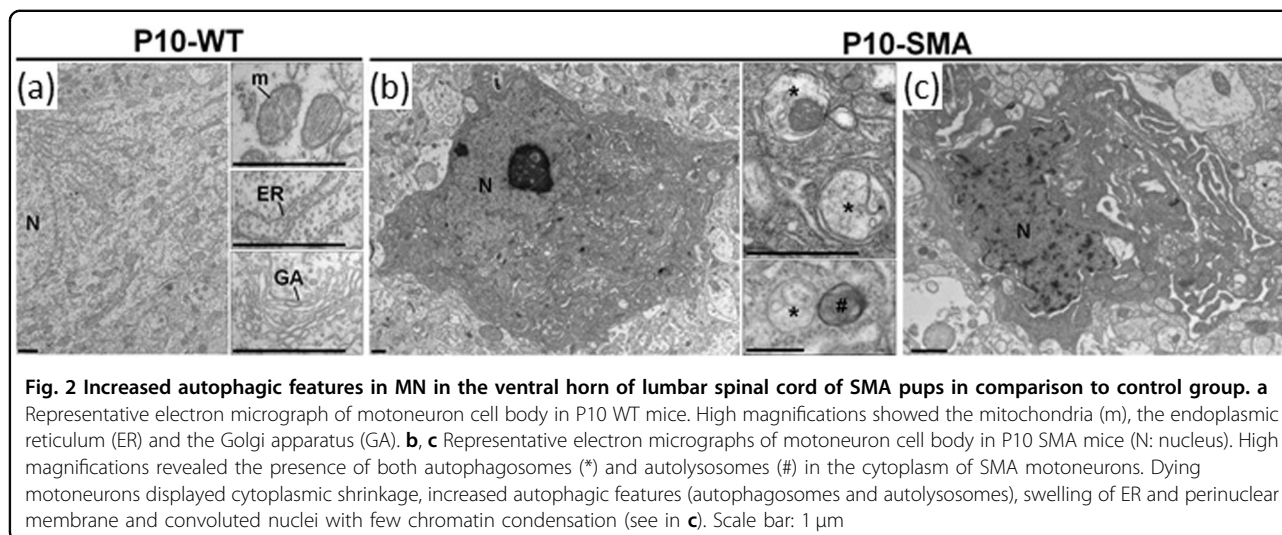 P10-WT
P10-SMA
(a)
m
N
ER
GA
(b)
N
*
*
*
#
(c)
N
Fig. 2 Increased autophagic features in MN in the ventral horn of lumbar spinal cord of SMA pups in comparison to control group. a
Representative electron micrograph of motoneuron cell body in P10 WT mice. High magnifications showed the mitochondria (m), the endoplasmic
reticulum (ER) and the Golgi apparatus (GA). b, c Representative electron micrographs of motoneuron cell body in P10 SMA mice (N: nucleus). High
magnifications revealed the presence of both autophagosomes (*) and autolysosomes (#) in the cytoplasm of SMA motoneurons. Dying
motoneurons displayed cytoplasmic shrinkage, increased autophagic features (autophagosomes and autolysosomes), swelling of ER and perinuclear
membrane and convoluted nuclei with few chromatin condensation (see in c). Scale bar: 1 µm